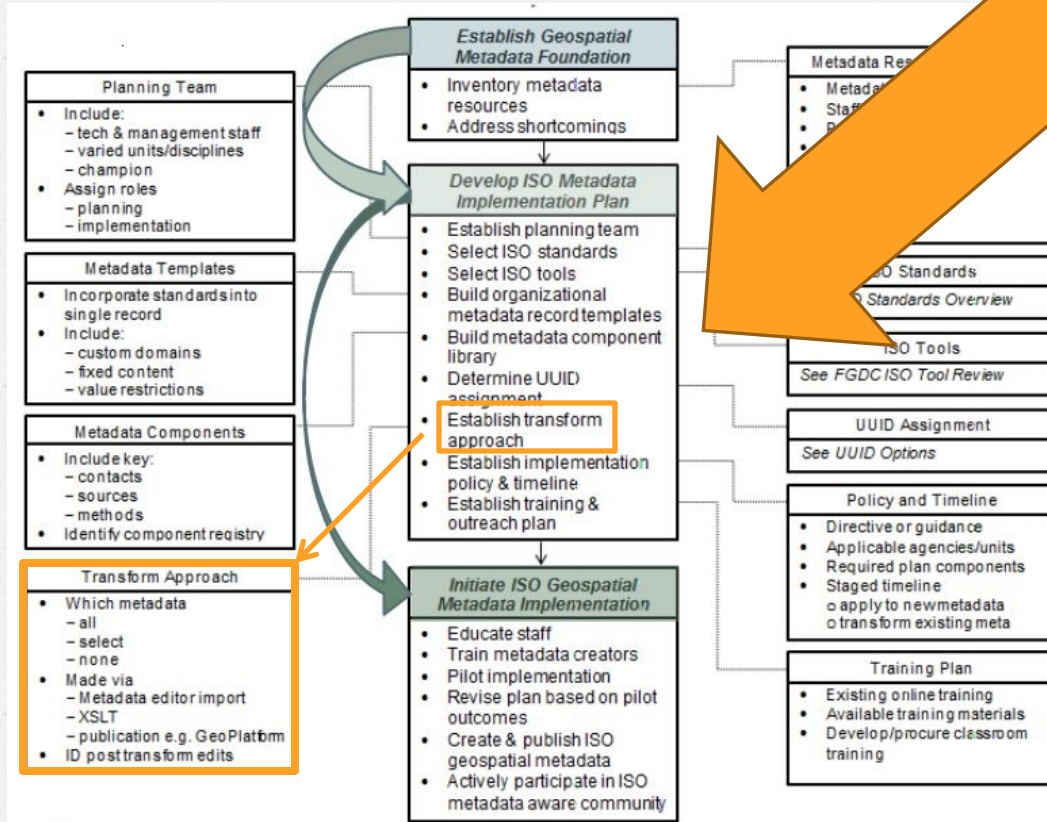 Establish Geospatial
Metadata Foundation
• Inventory metadata
resources
• Address shortcomings
Planning Team
• Include:
– tech & management staff
– varied units/disciplines
– champion
• Assign roles
– planning
– implementation
Metadata Templates
• Incorporate standards into
single record
• Include:
– custom domains
– fixed content
– value restrictions
Metadata Components
• Include key:
– contacts
– sources
– methods
• Identify component registry
Transform Approach
• Which metadata
– all
– select
– none
• Made via
– Metadata editor import
– XSLT
– publication e.g. GeoPlatform
• ID post transform edits
Develop ISO Metadata
Implementation Plan
• Establish planning team
• Select ISO standards
• Select ISO tools
• Build organizational
metadata record templates
• Build metadata component
library
• Determine UUID
assignment
• Establish transform
approach
• Establish implementation
policy & timeline
• Establish training &
outreach plan
Initiate ISO Geospatial
Metadata Implementation
• Educate staff
• Train metadata creators
• Pilot implementation
• Revise plan based on pilot
outcomes
• Create & publish ISO
geospatial metadata
• Actively participate in ISO
metadata aware community
Metadata
Standards
Standards Overview
ISO Tools
See FGDC ISO Tool Review
UUID Assignment
See UUID Options
Policy and Timeline
• Directive or guidance
• Applicable agencies/units
• Required plan components
• Staged timeline
o apply to newmetadata
o transform existing meta
Training Plan
• Existing online training
• Available training materials
• Develop/procure classroom
training